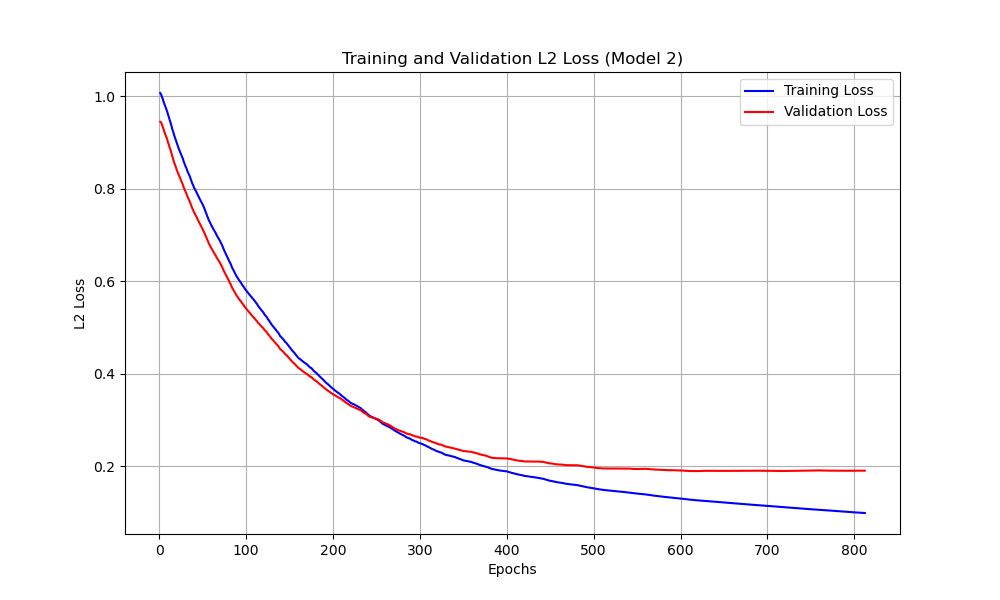 Training and Validation L2 Loss (Model 2)
Training Loss
Validation Loss
L2 Loss
1.0
0.8
0.6
0.4
0.2
0 100 200 300 400 500 600 700 800
Epochs